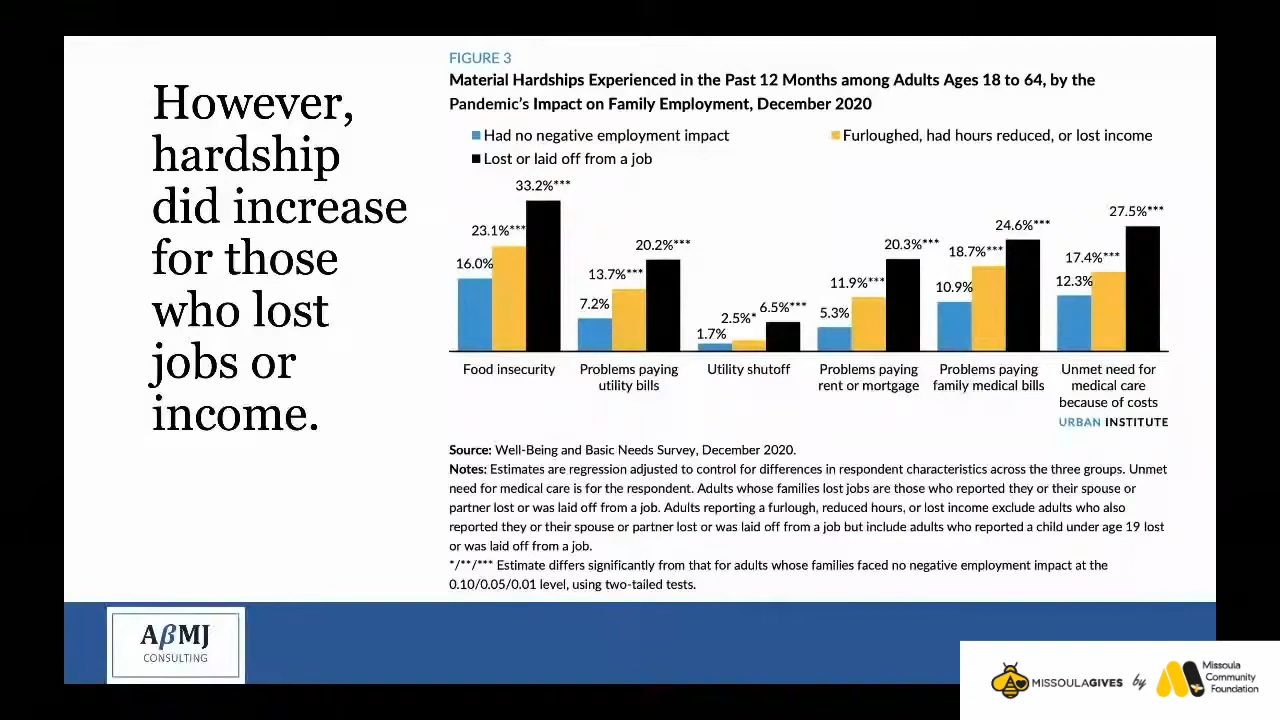 However,
hardship
did increase
for those
who lost
jobs or
income.
FIGURE 3
Material Hardships Experienced in the Past 12 Months among Adults Ages 18 to 64, by the
Pandemic's Impact on Family Employment, December 2020
Had no negative employment impact
Furloughed, had hours reduced, or lost income
Lost or laid off from a job
16.0% 23.1%*** 33.2%***
7.2% 13.7%*** 20.2%***
1.7% 2.5%* 6.5%***
5.3% 11.9%*** 20.3%***
10.9% 18.7%*** 24.6%***
12.3% 17.4%*** 27.5%***
Food insecurity
Problems paying
utility bills
Utility shutoff
Problems paying
rent or mortgage
Problems paying
family medical bills
Unmet need for
medical care
because of costs
URBAN INSTITUTE
Source: Well-Being and Basic Needs Survey, December 2020.
Notes: Estimates are regression adjusted to control for differences in respondent characteristics across the three groups. Unmet
need for medical care is for the respondent. Adults whose families lost jobs are those who reported they or their spouse or
partner lost or was laid off from a job. Adults reporting a furlough, reduced hours, or lost income exclude adults who also
reported they or their spouse or partner lost or was laid off from a job but include adults who reported a child under age 19 lost
or was laid off from a job.
*/**/*** Estimate differs significantly from that for adults whose families faced no negative employment impact at the
0.10/0.05/0.01 level, using two-tailed tests.
AβMJ
CONSULTING
MISSOULAGIVES by
Missoula
Community
Foundation